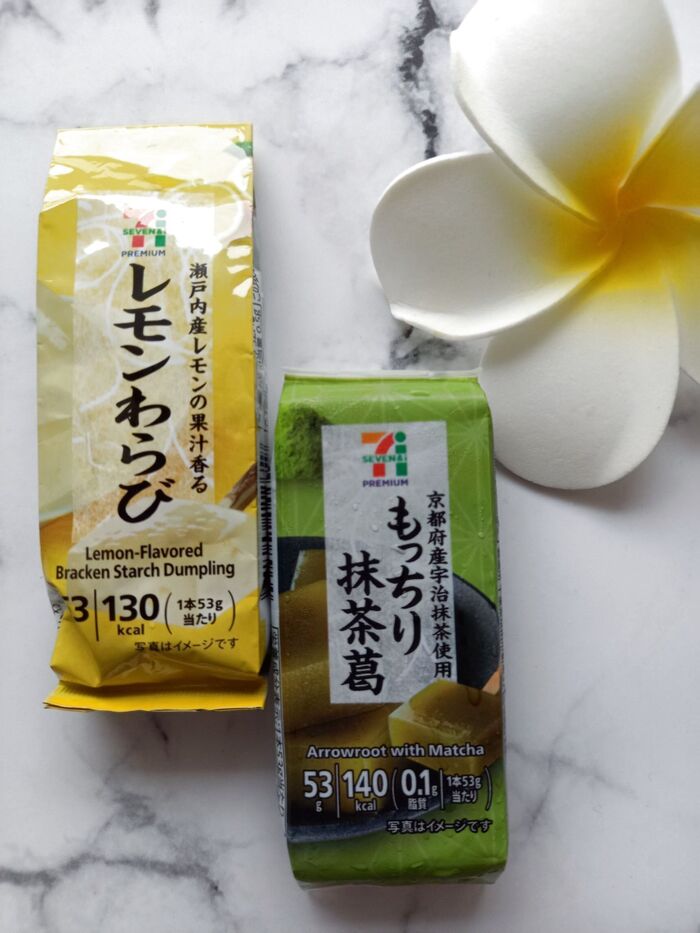 SEVEN&i
PREMIUM
レモンわらび
瀬戸内産レモンの果汁香る
Lemon-Flavored
Bracken Starch Dumpling
130
kcal
(1本53g
当たり)
写真はイメージです
SEVEN&i
PREMIUM
京都府産宇治抹茶使用
もっちり
抹茶葛
Arrowroot with Matcha
53g
140
kcal
(0.1g
脂質
1本53g
当たり)
写真はイメージです